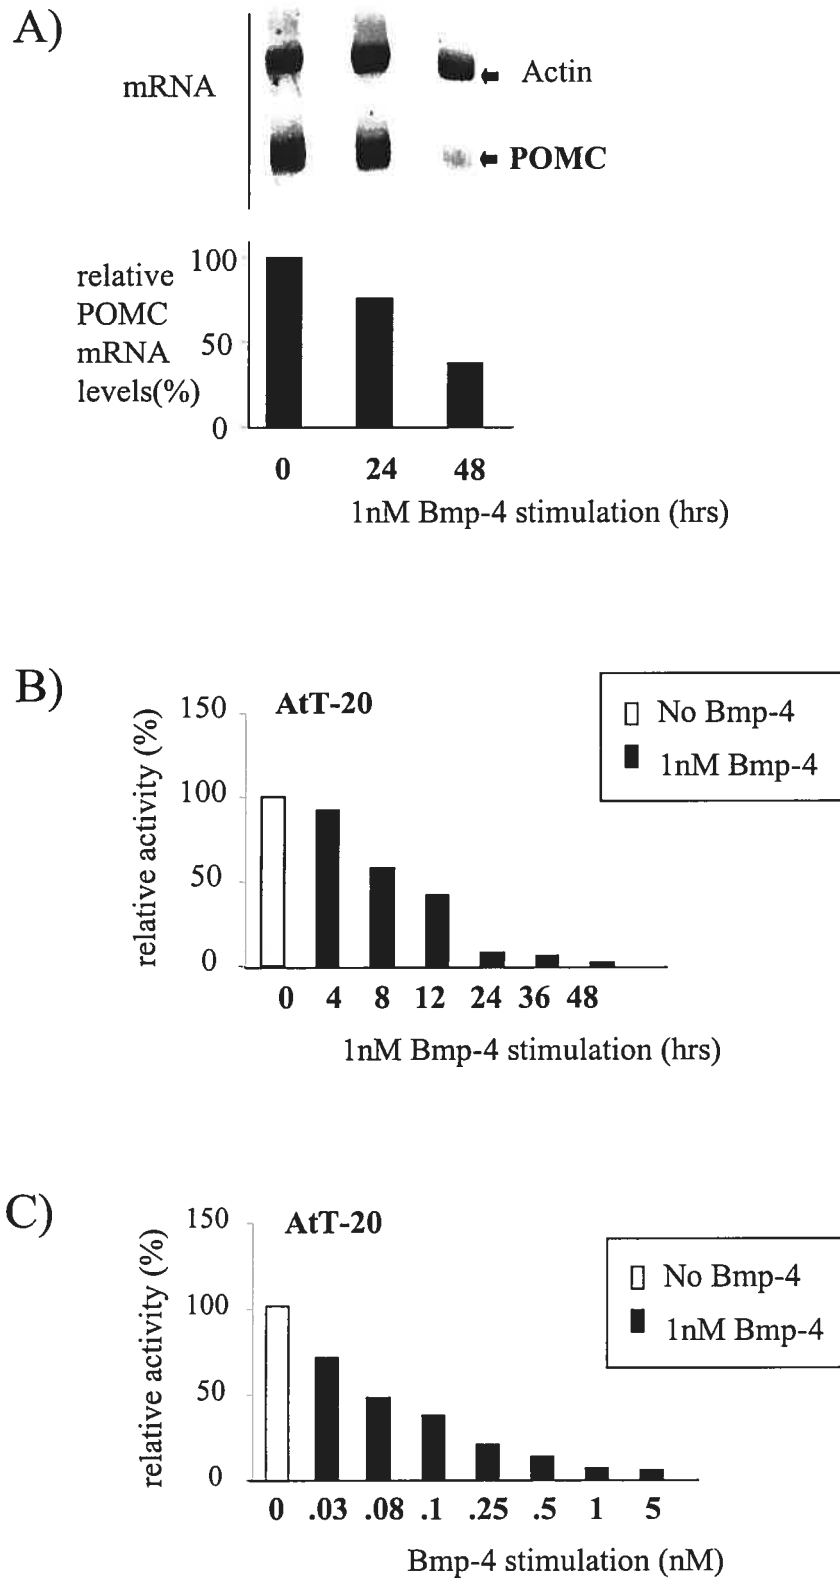 A)
mRNA
Actin
POMC
relative
POMC
mRNA
levels(%)
100
50
0
0 24 48
1nM Bmp-4 stimulation (hrs)
B)
AtT-20
relative activity (%)
150
100
50
0
No Bmp-4
1nM Bmp-4
0 4 8 12 24 36 48
1nM Bmp-4 stimulation (hrs)
C)
AtT-20
relative activity (%)
150
100
50
0
No Bmp-4
1nM Bmp-4
0 .03 .08 .1 .25 .5 1 5
Bmp-4 stimulation (nM)